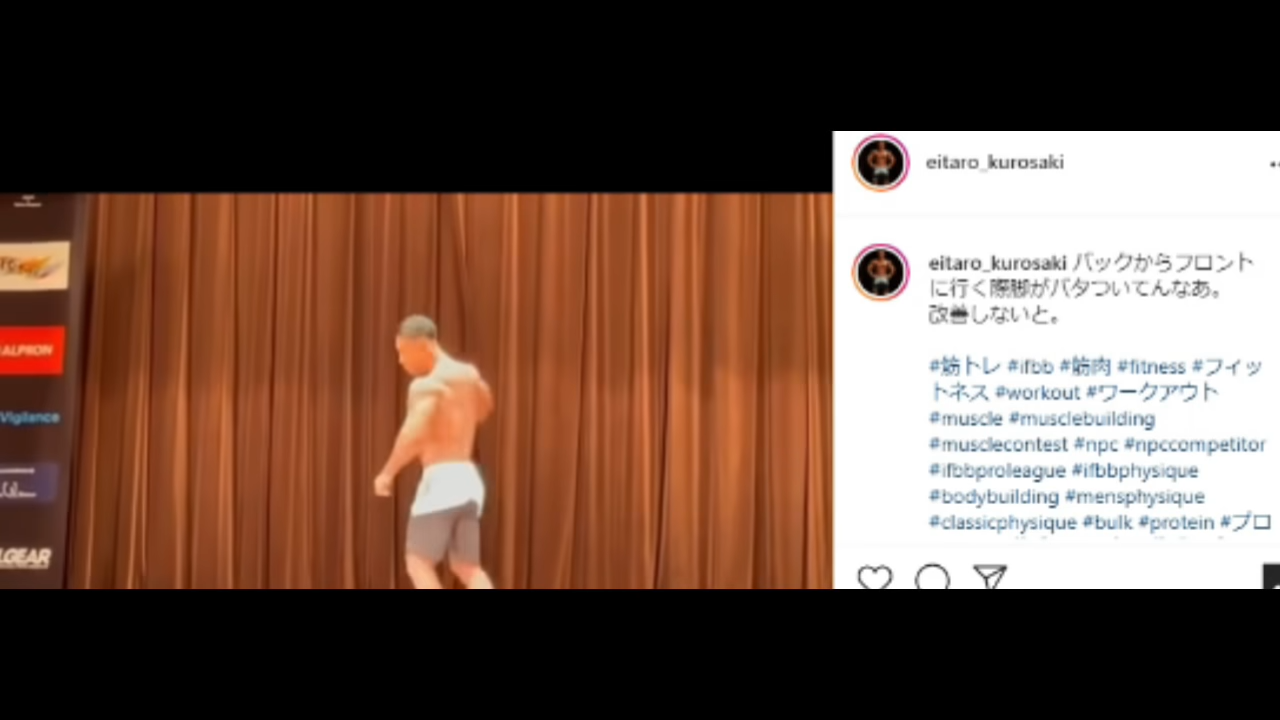 ALPRON
Vigilance
LGEAR
eitaro_kurosaki
eitaro_kurosaki バックからフロント
に行く際脚がバタついてんなあ。
改善しないと。
#筋トレ #ifbb #筋肉 #fitness #フィッ
トネス #workout #ワークアウト
#muscle #musclebuilding
#musclecontest #npc #npccompetitor
#ifbbproleague #ifbbphysique
#bodybuilding #mensphysique
#classicphysique #bulk #protein #プロ